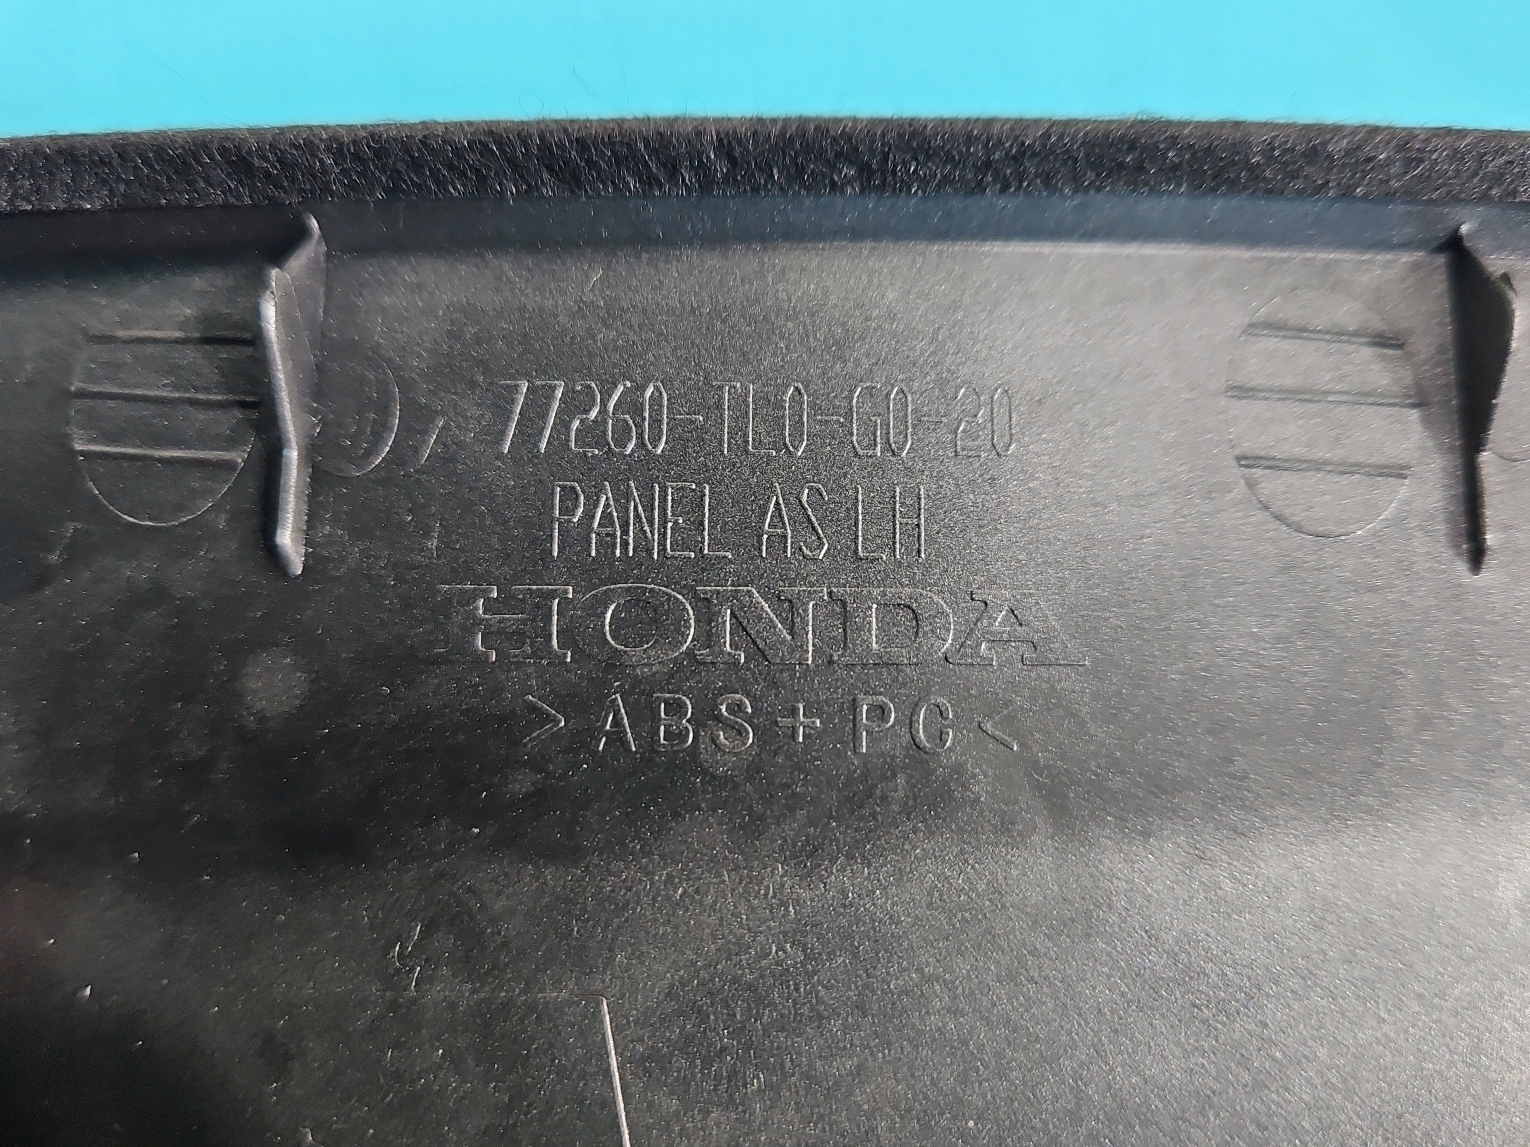 77260-TL0-G0-20
PANEL AS LH
HONDA
>ABS+PC<